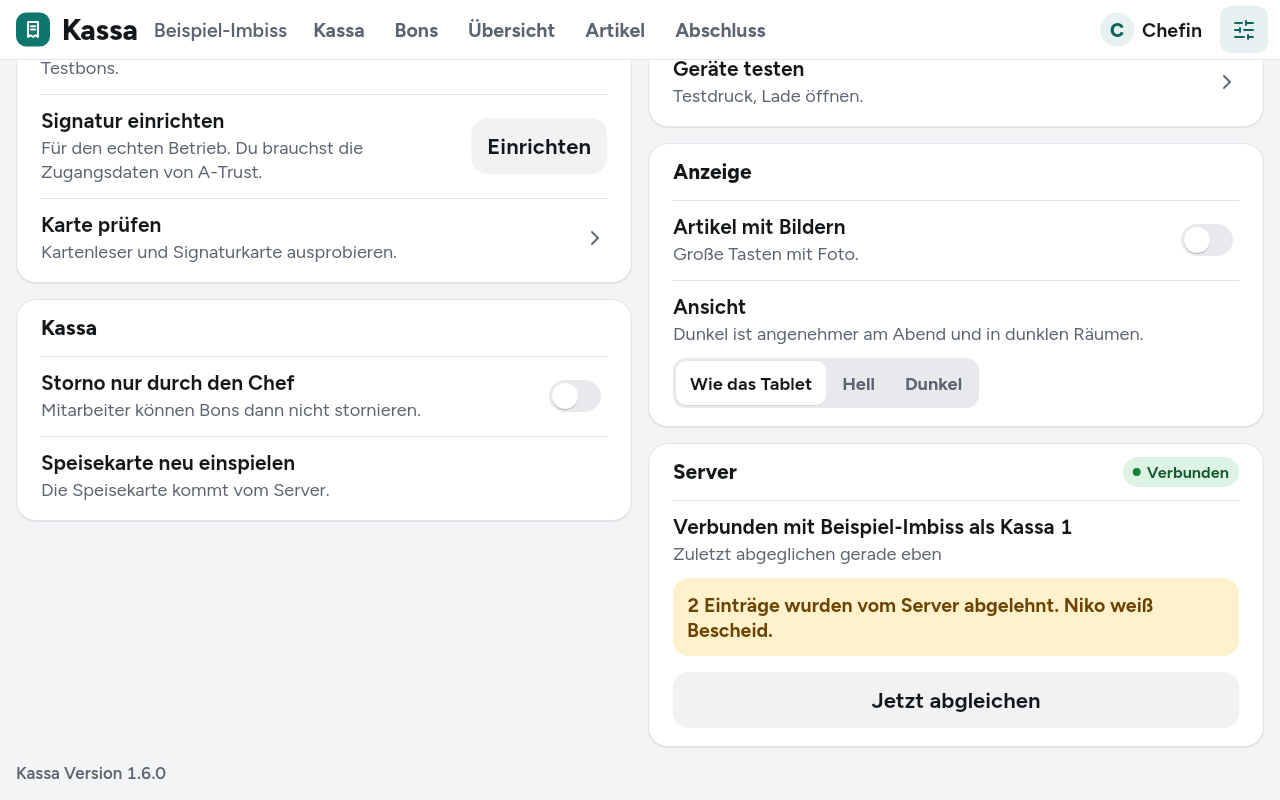 Kassa Beispiel-Imbiss Kassa Bons Übersicht Artikel Abschluss C Chefin
Testbons.
Signatur einrichten
Für den echten Betrieb. Du brauchst die
Zugangsdaten von A-Trust.
Einrichten
Karte prüfen
Kartenleser und Signaturkarte ausprobieren.
Kassa
Storno nur durch den Chef
Mitarbeiter können Bons dann nicht stornieren.
Speisekarte neu einspielen
Die Speisekarte kommt vom Server.
Geräte testen
Testdruck, Lade öffnen.
Anzeige
Artikel mit Bildern
Große Tasten mit Foto.
Ansicht
Dunkel ist angenehmer am Abend und in dunklen Räumen.
Wie das Tablet Hell Dunkel
Server Verbunden
Verbunden mit Beispiel-Imbiss als Kassa 1
Zuletzt abgeglichen gerade eben
2 Einträge wurden vom Server abgelehnt. Niko weiß
Bescheid.
Jetzt abgleichen
Kassa Version 1.6.0